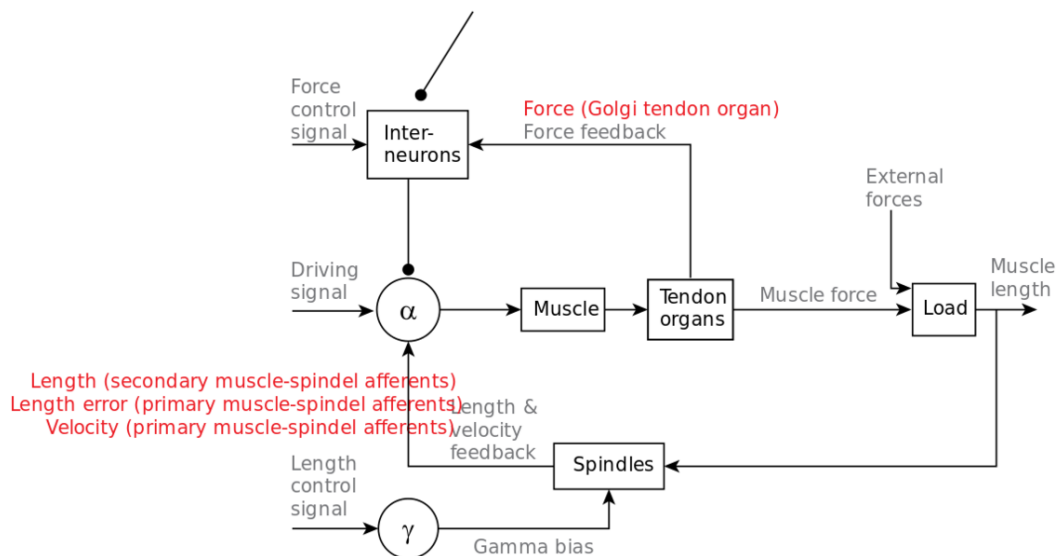 Force
control
signal
Inter-
neurons
Force (Golgi tendon organ)
Force feedback
External
forces
Driving
signal
α
Muscle
Tendon
organs
Muscle force
Load
Muscle
length
Length (secondary muscle-spindel afferents)
Length error (primary muscle-spindel afferents)
Velocity (primary muscle-spindel afferents)
Length &
velocity
feedback
Spindles
Length
control
signal
γ
Gamma bias